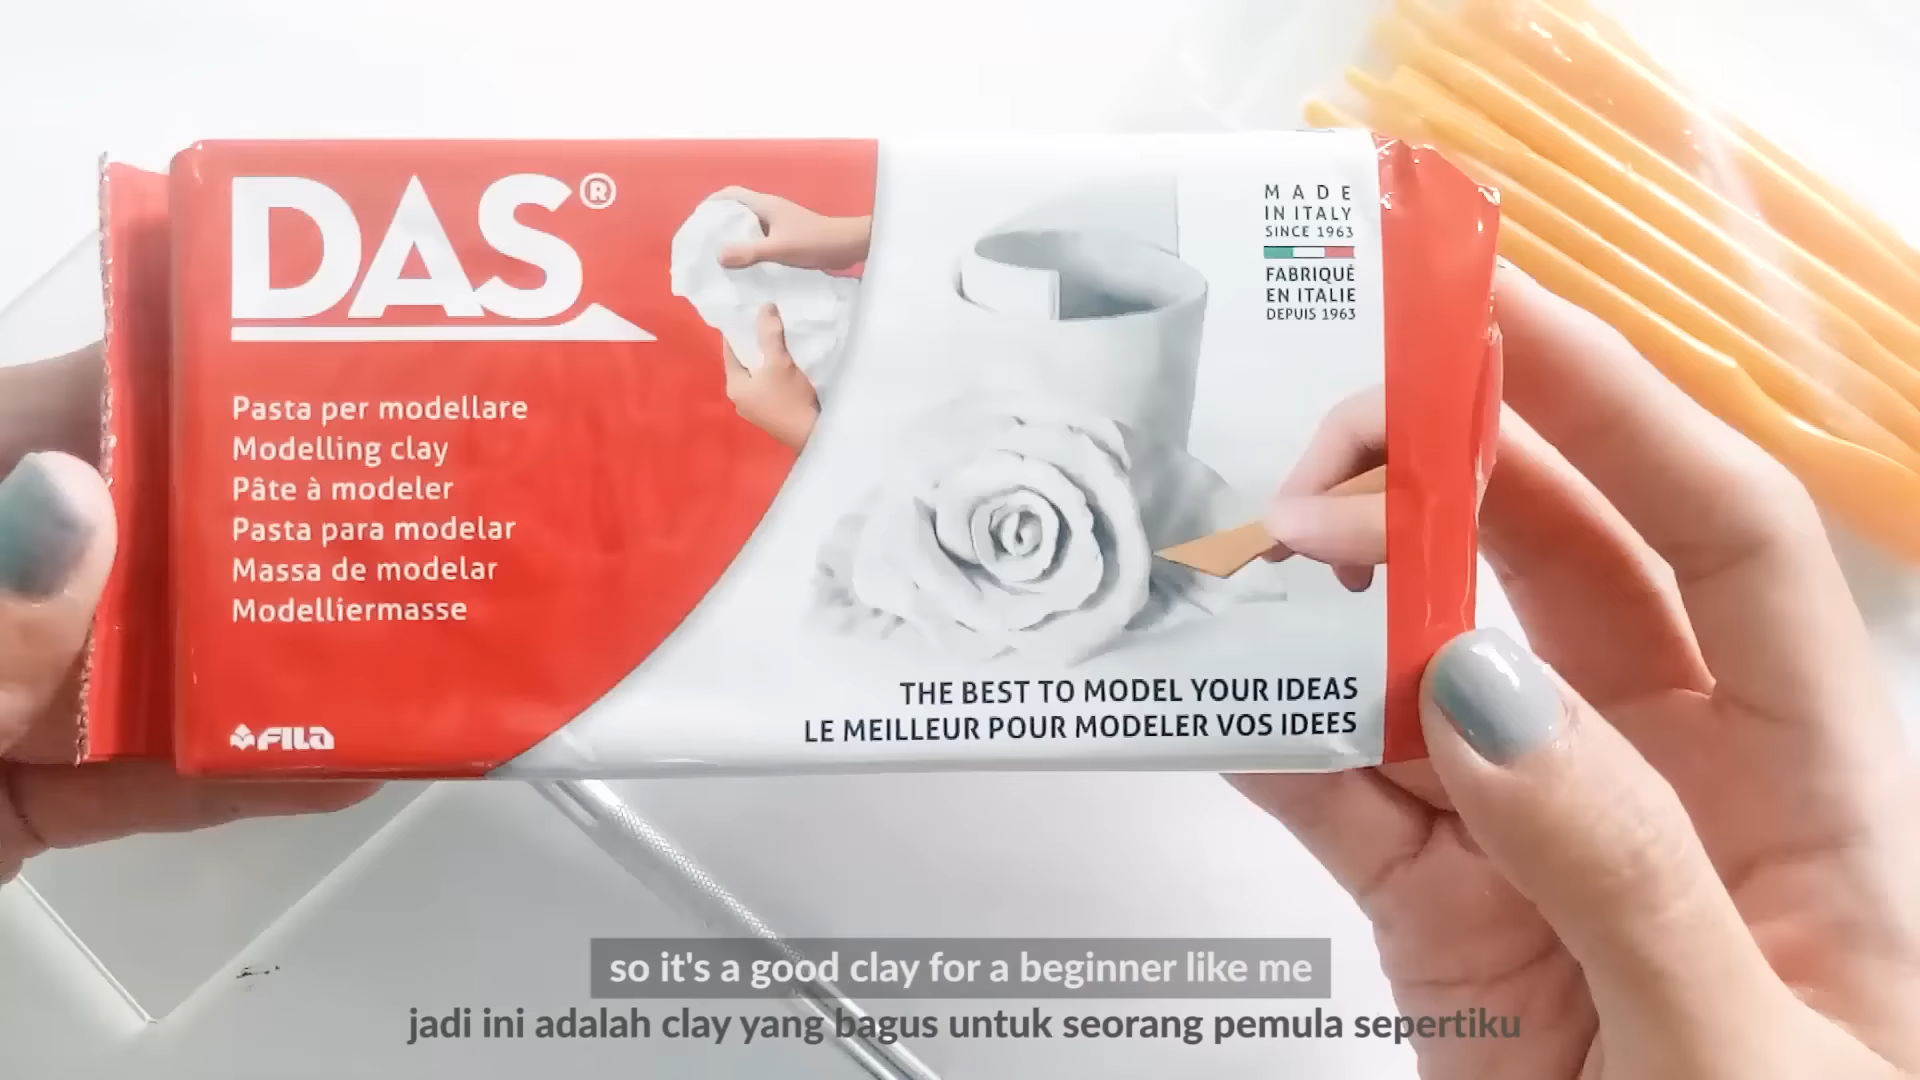 DAS®
Pasta per modellare
Modelling clay
Pâte à modeler
Pasta para modelar
Massa de modelar
Modelliermasse
FILA
MADE
IN ITALY
SINCE 1963
FABRIQUÉ
EN ITALIE
DEPUIS 1963
THE BEST TO MODEL YOUR IDEAS
LE MEILLEUR POUR MODELER VOS IDEES
so it's a good clay for a beginner like me
jadi ini adalah clay yang bagus untuk seorang pemula sepertiku